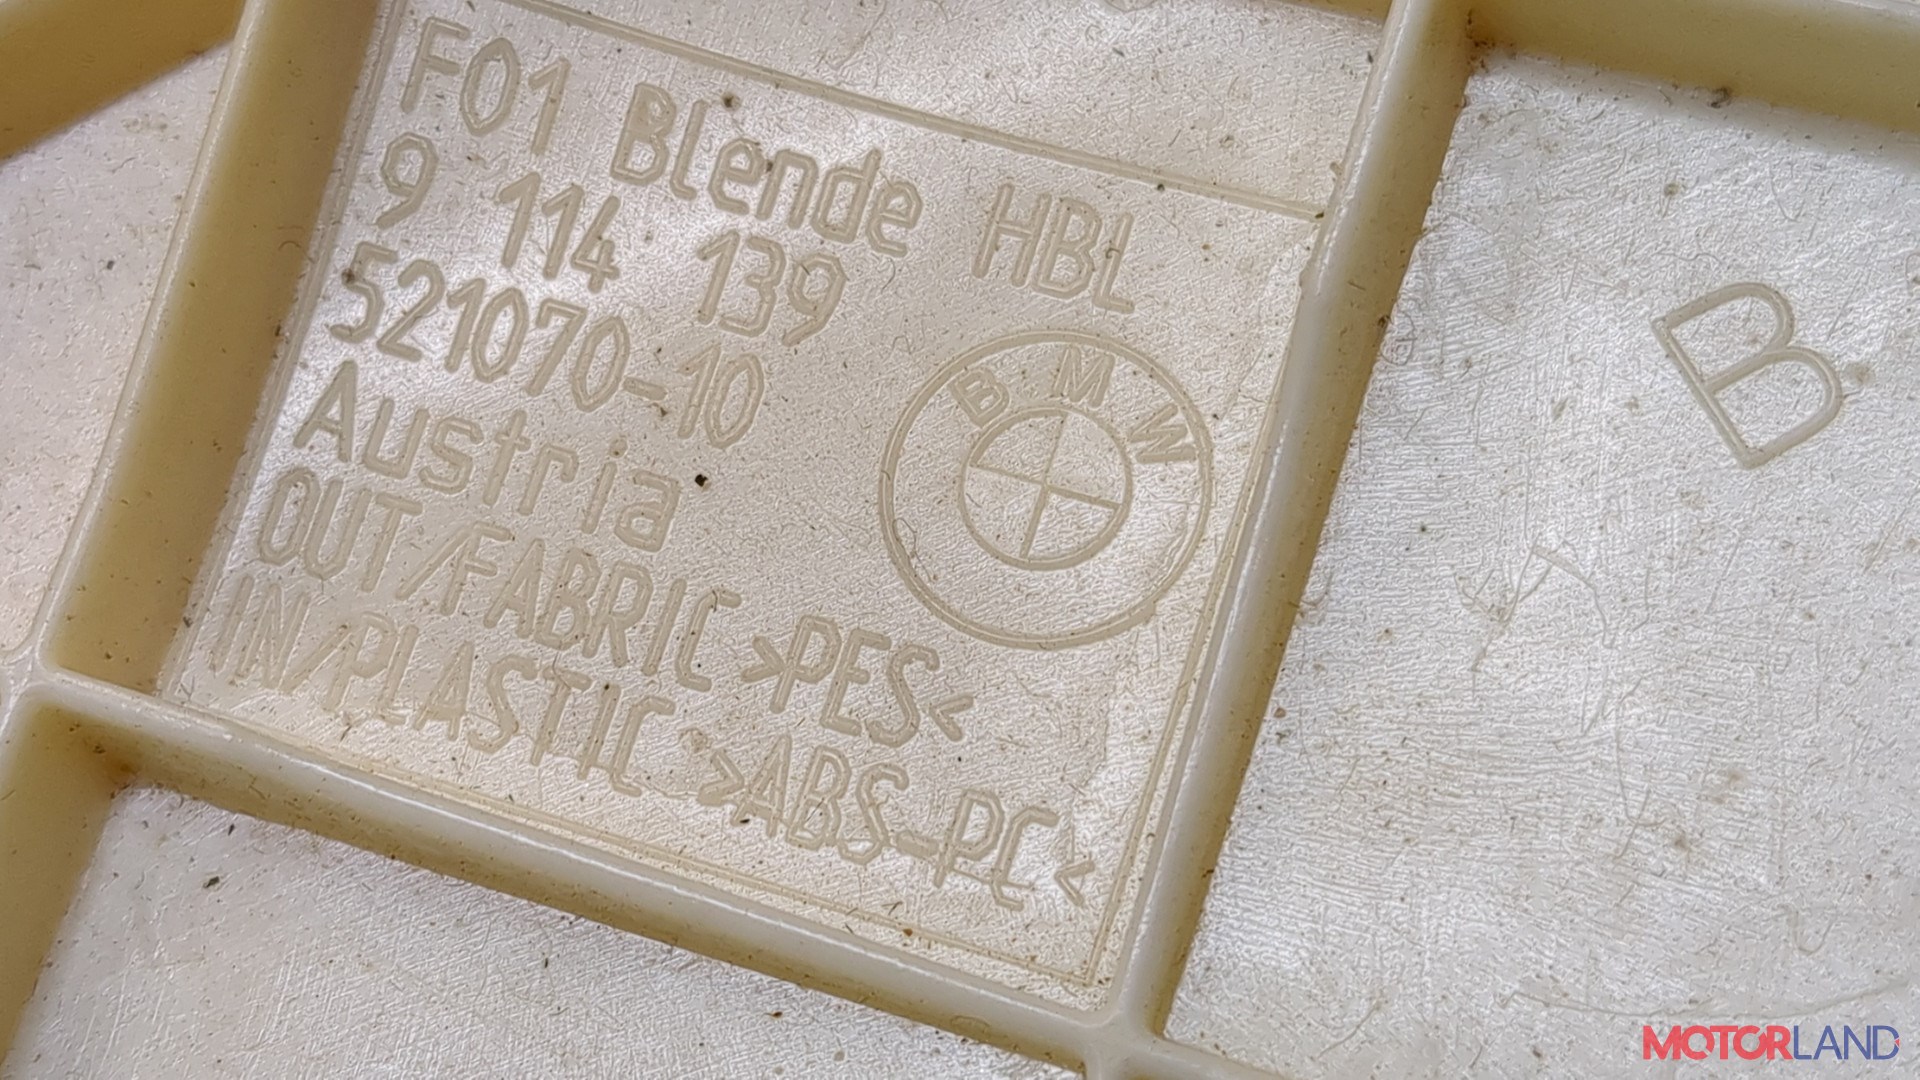 F01 Blende HBL
9 114 139
521070-10
Austria
OUT/FABRIC >PES<
IN/PLASTIC >ABS-PC<
BMW
B
MOTORLAND